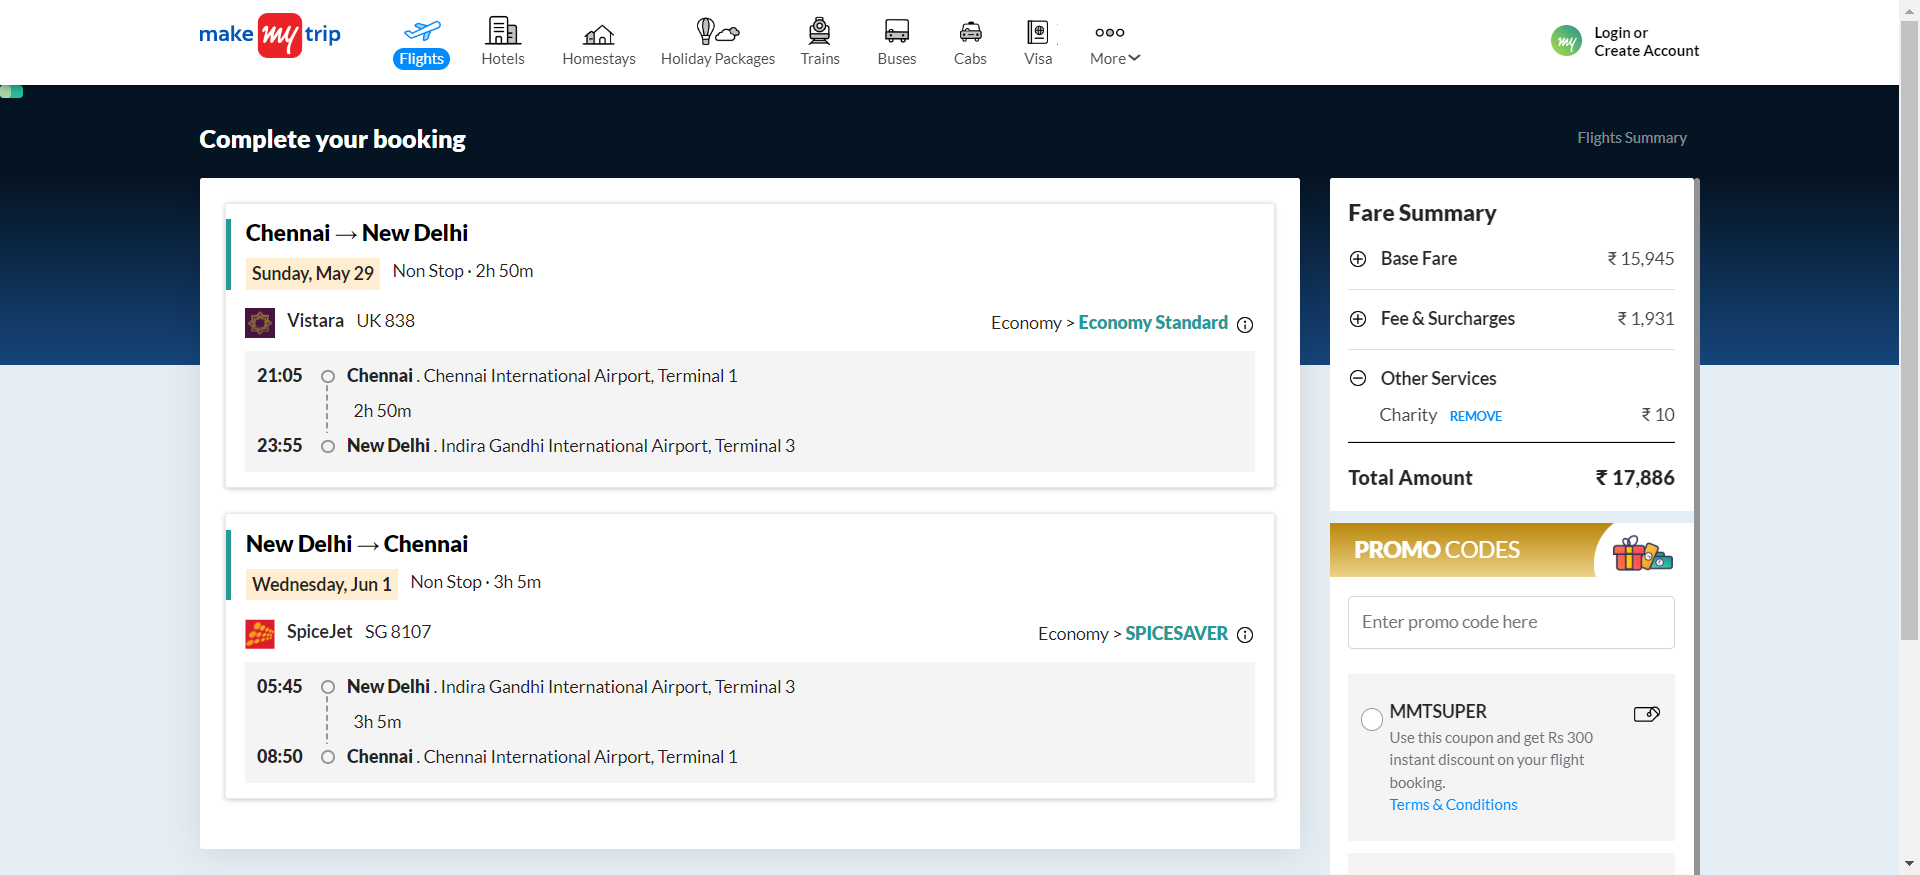 make my trip
Flights
Hotels
Homestays
Holiday Packages
Trains
Buses
Cabs
Visa
More
my
Login or
Create Account
Complete your booking
Flights Summary
Chennai → New Delhi
Sunday, May 29 Non Stop · 2h 50m
Vistara UK 838
Economy > Economy Standard
21:05 Chennai . Chennai International Airport, Terminal 1
2h 50m
23:55 New Delhi . Indira Gandhi International Airport, Terminal 3
New Delhi → Chennai
Wednesday, Jun 1 Non Stop · 3h 5m
SpiceJet SG 8107
Economy > SPICESAVER
05:45 New Delhi . Indira Gandhi International Airport, Terminal 3
3h 5m
08:50 Chennai . Chennai International Airport, Terminal 1
Fare Summary
Base Fare ₹ 15,945
Fee & Surcharges ₹ 1,931
Other Services
Charity REMOVE ₹ 10
Total Amount ₹ 17,886
PROMO CODES
Enter promo code here
MMTSUPER
Use this coupon and get Rs 300
instant discount on your flight
booking.
Terms & Conditions